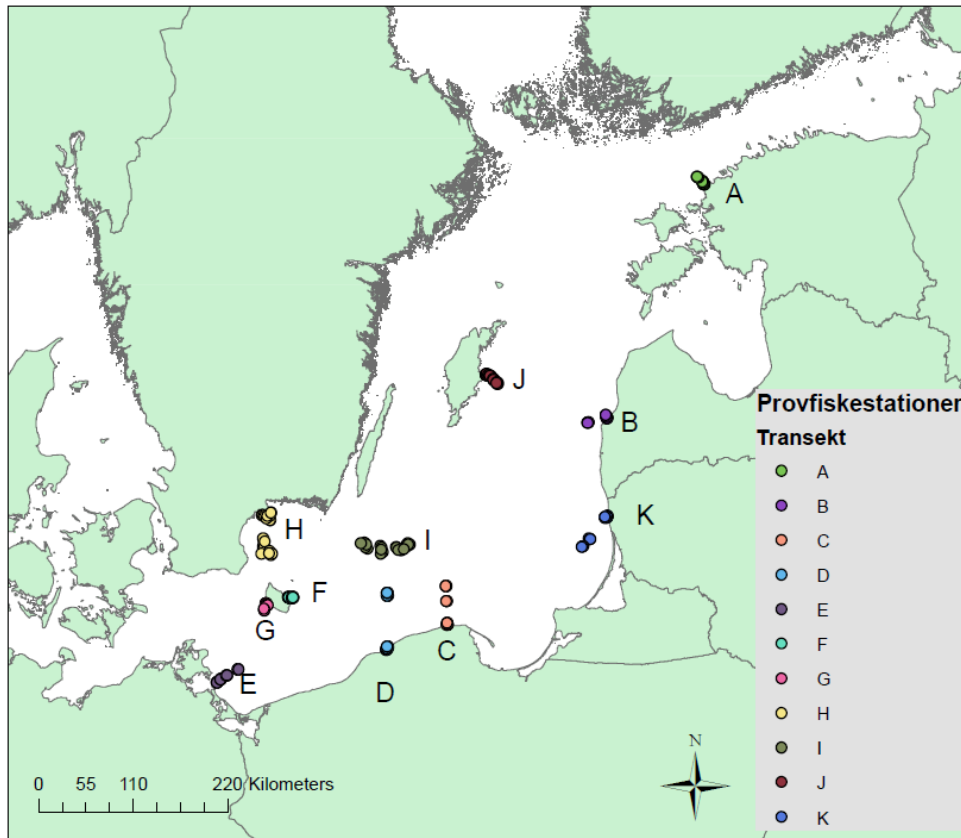 A
J
B
K
H
I
F
G
C
E
D
Provfiskestationer
Transekt
A
B
C
D
E
F
G
H
I
J
K
N
0 55 110 220 Kilometers